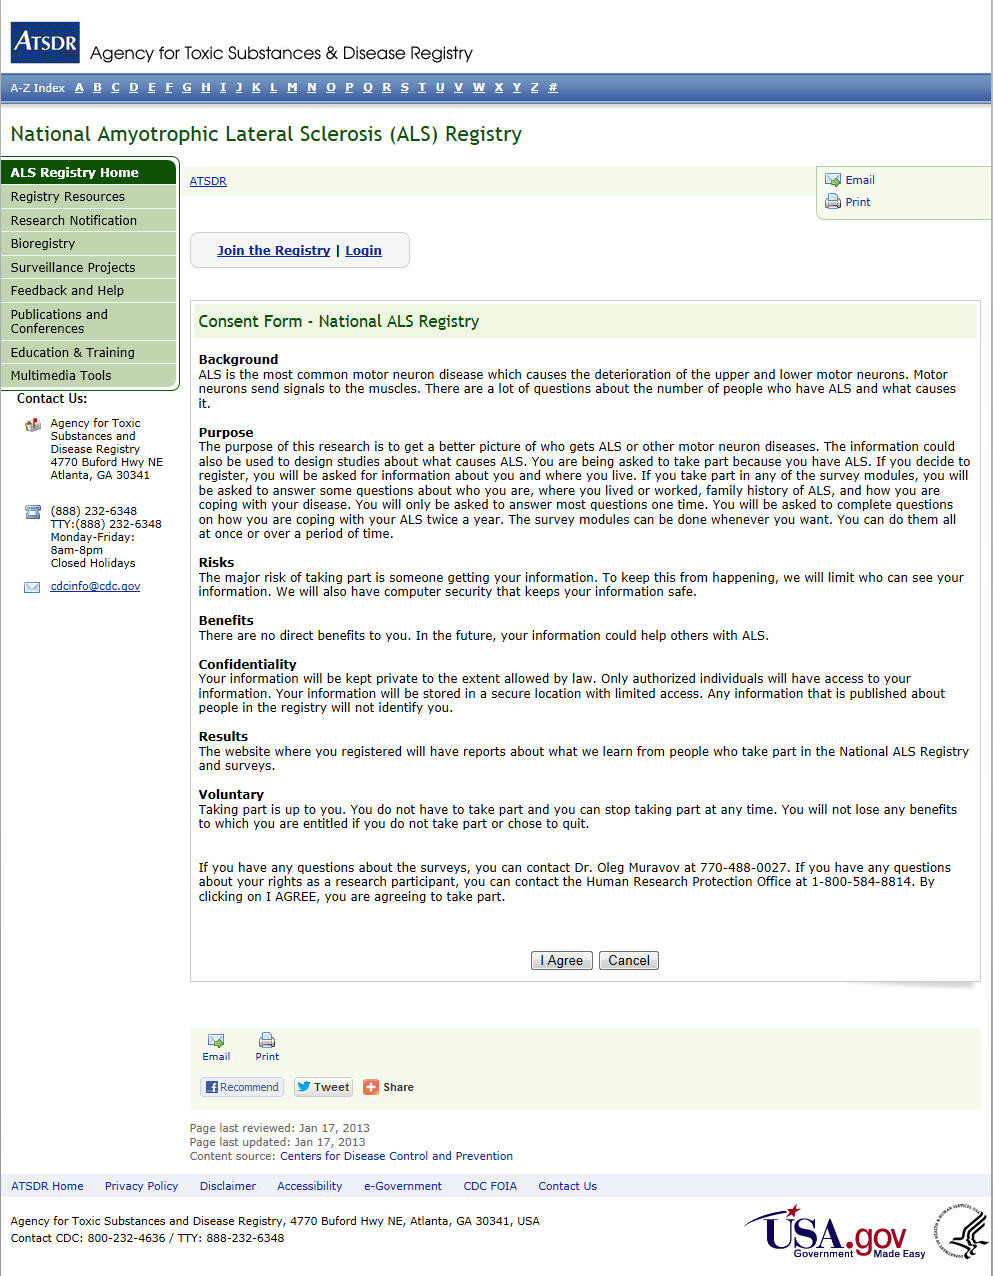 ATSDR
Agency for Toxic Substances & Disease Registry
A-Z Index A B C D E F G H I J K L M N O P Q R S T U V W X Y Z #
National Amyotrophic Lateral Sclerosis (ALS) Registry
ALS Registry Home
Registry Resources
Research Notification
Bioregistry
Surveillance Projects
Feedback and Help
Publications and
Conferences
Education & Training
Multimedia Tools
Contact Us:
Agency for Toxic
Substances and
Disease Registry
4770 Buford Hwy NE
Atlanta, GA 30341
(888) 232-6348
TTY:(888) 232-6348
Monday-Friday:
8am-8pm
Closed Holidays
cdcinfo@cdc.gov
ATSDR
Email
Print
Join the Registry | Login
Consent Form - National ALS Registry
Background
ALS is the most common motor neuron disease which causes the deterioration of the upper and lower motor neurons. Motor
neurons send signals to the muscles. There are a lot of questions about the number of people who have ALS and what causes
it.
Purpose
The purpose of this research is to get a better picture of who gets ALS or other motor neuron diseases. The information could
also be used to design studies about what causes ALS. You are being asked to take part because you have ALS. If you decide to
register, you will be asked for information about you and where you live. If you take part in any of the survey modules, you will
be asked to answer some questions about who you are, where you lived or worked, family history of ALS, and how you are
coping with your disease. You will only be asked to answer most questions one time. You will be asked to complete questions
on how you are coping with your ALS twice a year. The survey modules can be done whenever you want. You can do them all
at once or over a period of time.
Risks
The major risk of taking part is someone getting your information. To keep this from happening, we will limit who can see your
information. We will also have computer security that keeps your information safe.
Benefits
There are no direct benefits to you. In the future, your information could help others with ALS.
Confidentiality
Your information will be kept private to the extent allowed by law. Only authorized individuals will have access to your
information. Your information will be stored in a secure location with limited access. Any information that is published about
people in the registry will not identify you.
Results
The website where you registered will have reports about what we learn from people who take part in the National ALS Registry
and surveys.
Voluntary
Taking part is up to you. You do not have to take part and you can stop taking part at any time. You will not lose any benefits
to which you are entitled if you do not take part or chose to quit.
If you have any questions about the surveys, you can contact Dr. Oleg Muravov at 770-488-0027. If you have any questions
about your rights as a research participant, you can contact the Human Research Protection Office at 1-800-584-8814. By
clicking on I AGREE, you are agreeing to take part.
I Agree Cancel
Email Print
Recommend Tweet Share
Page last reviewed: Jan 17, 2013
Page last updated: Jan 17, 2013
Content source: Centers for Disease Control and Prevention
ATSDR Home Privacy Policy Disclaimer Accessibility e-Government CDC FOIA Contact Us
Agency for Toxic Substances and Disease Registry, 4770 Buford Hwy NE, Atlanta, GA 30341, USA
Contact CDC: 800-232-4636 / TTY: 888-232-6348
USA.gov
Government Made Easy